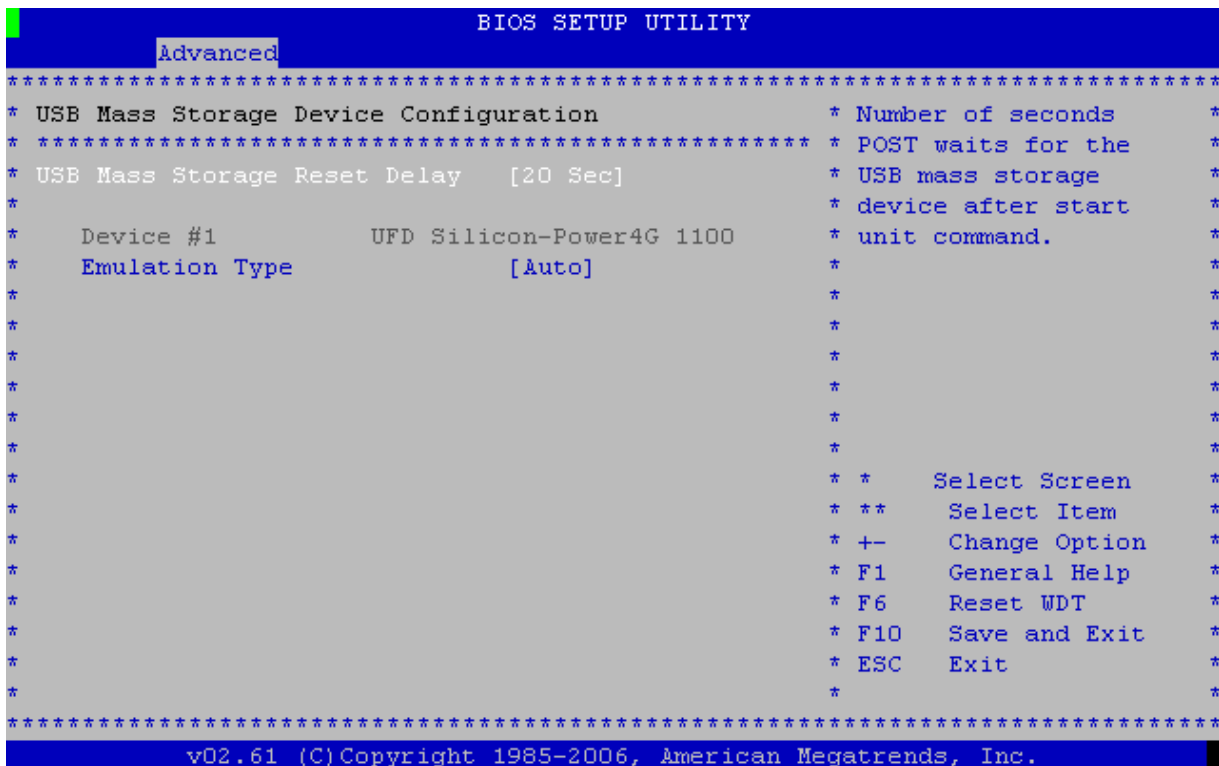 BIOS SETUP UTILITY
Advanced
********************************************************************************
* USB Mass Storage Device Configuration * Number of seconds *
* *************************************************** * POST waits for the *
* USB Mass Storage Reset Delay [20 Sec] * USB mass storage *
* * device after start *
* Device #1 UFD Silicon-Power4G 1100 * unit command. *
* Emulation Type [Auto] * *
* * *
* * *
* * *
* * *
* * *
* * *
* * * Select Screen *
* * ** Select Item *
* * +- Change Option *
* * F1 General Help *
* * F6 Reset WDT *
* * F10 Save and Exit *
* * ESC Exit *
* * *
********************************************************************************
v02.61 (C)Copyright 1985-2006, American Megatrends, Inc.